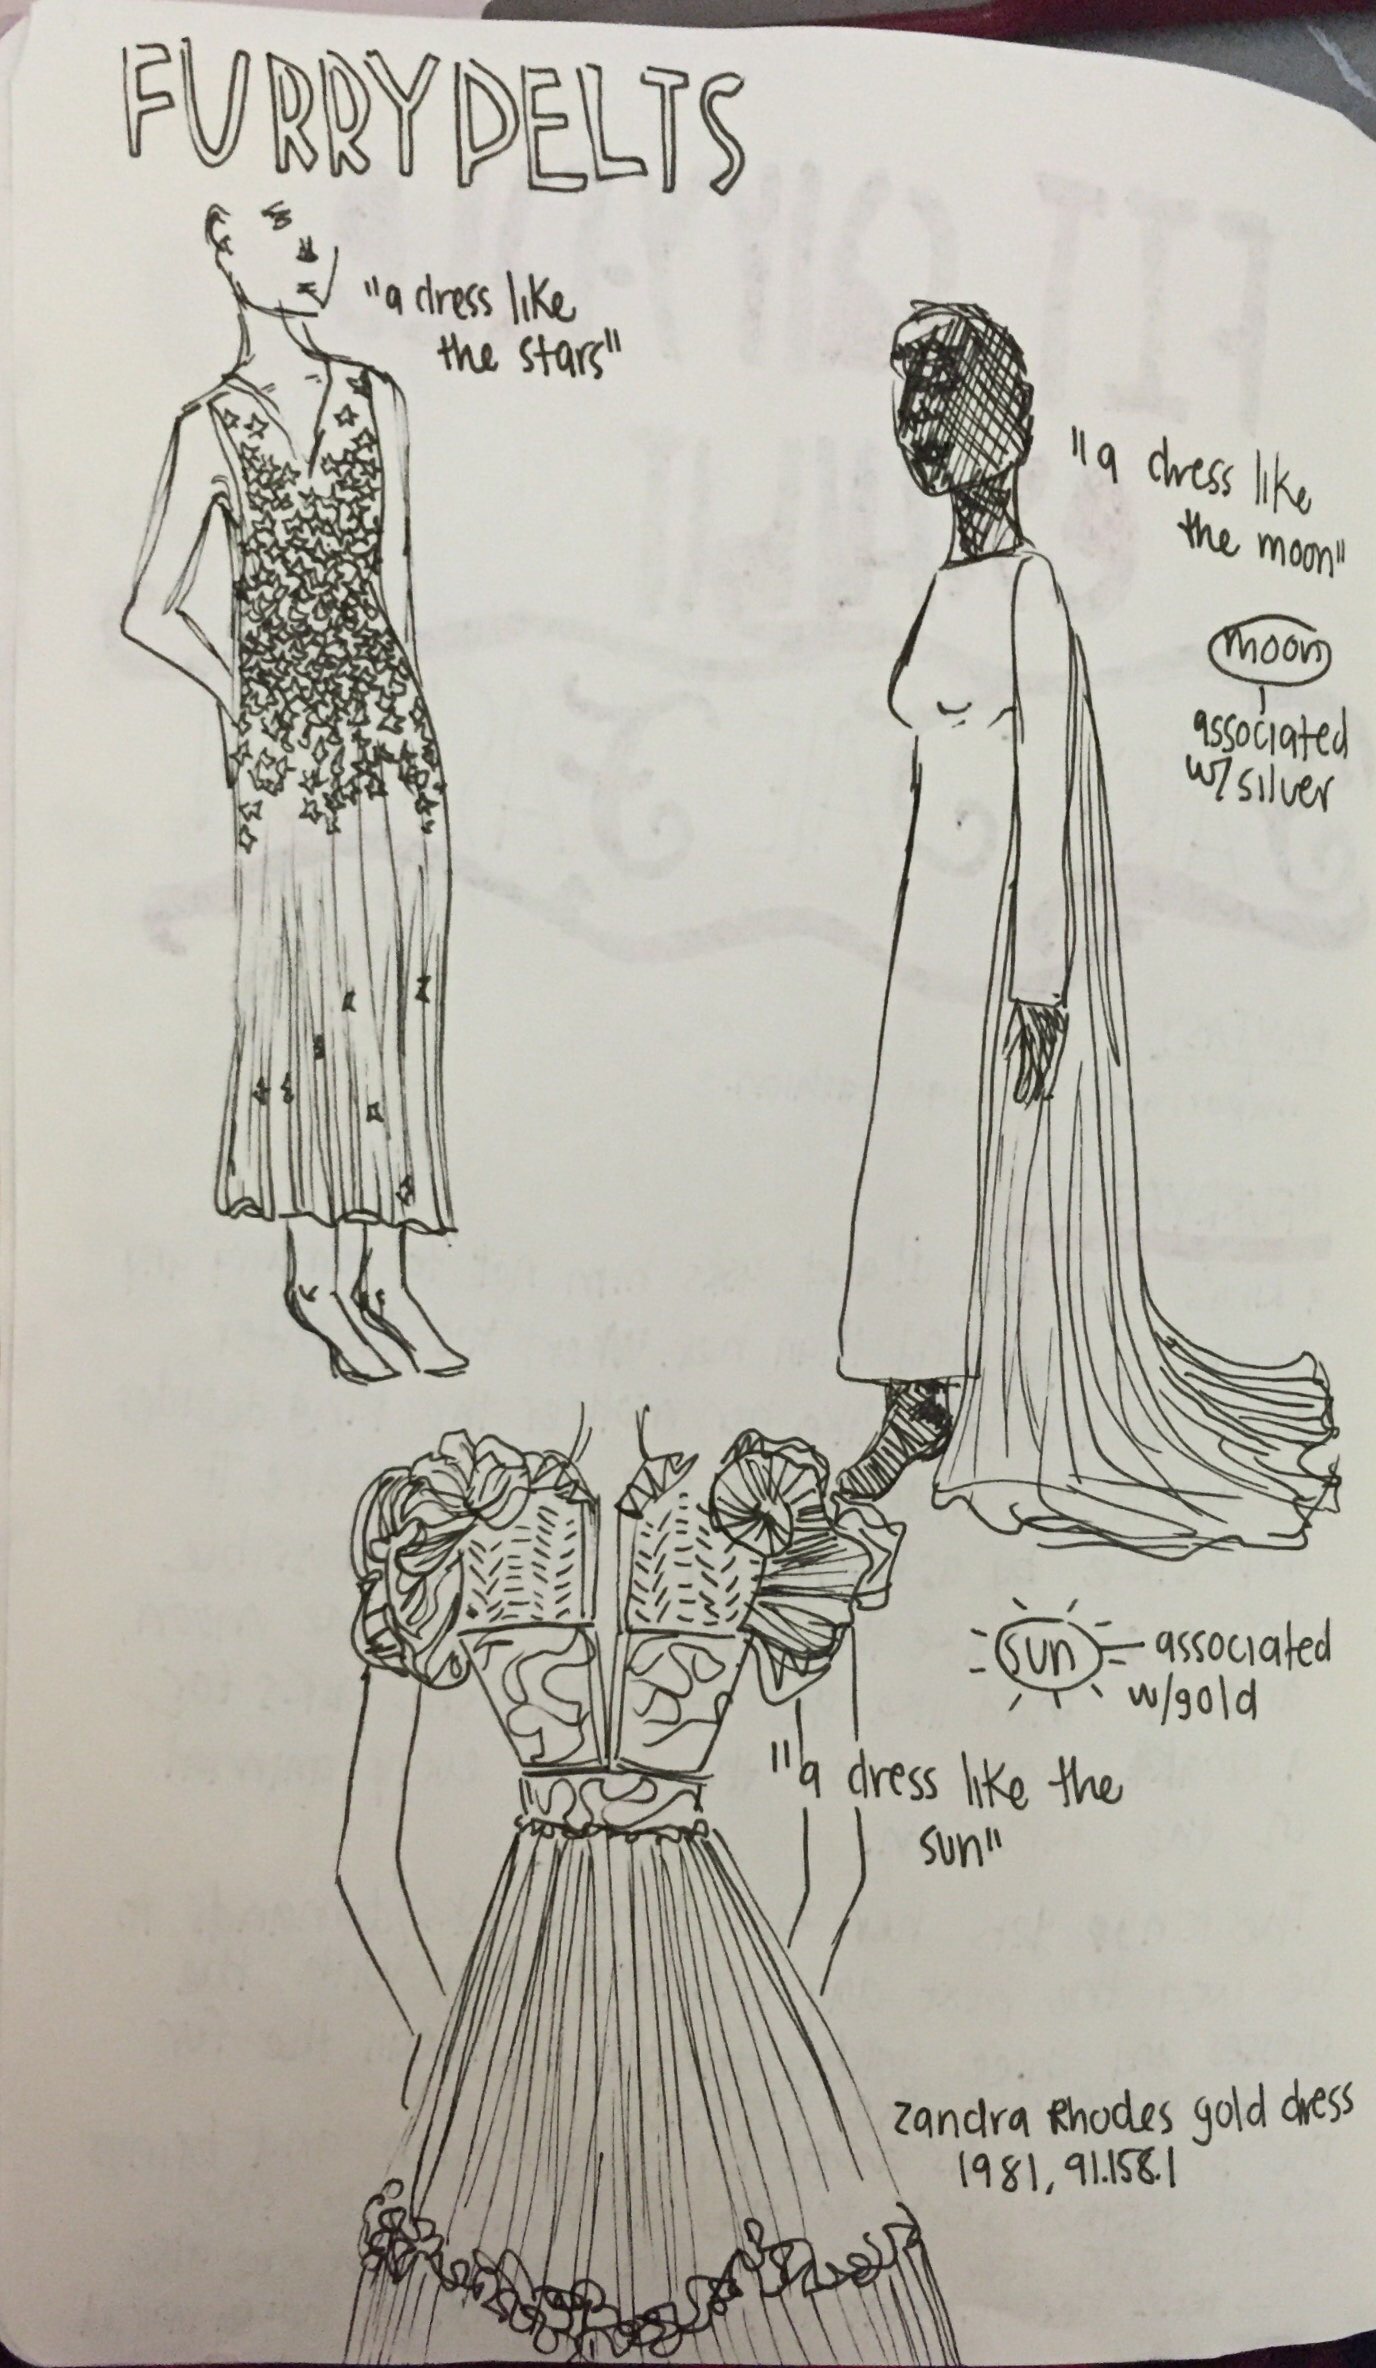 FURRYPELTS
"a dress like
the stars"
"a dress like
the moon"
moon
associated
w/silver
sun
associated
w/gold
"a dress like the
sun"
Zandra Rhodes gold dress
1981, 91.158.1